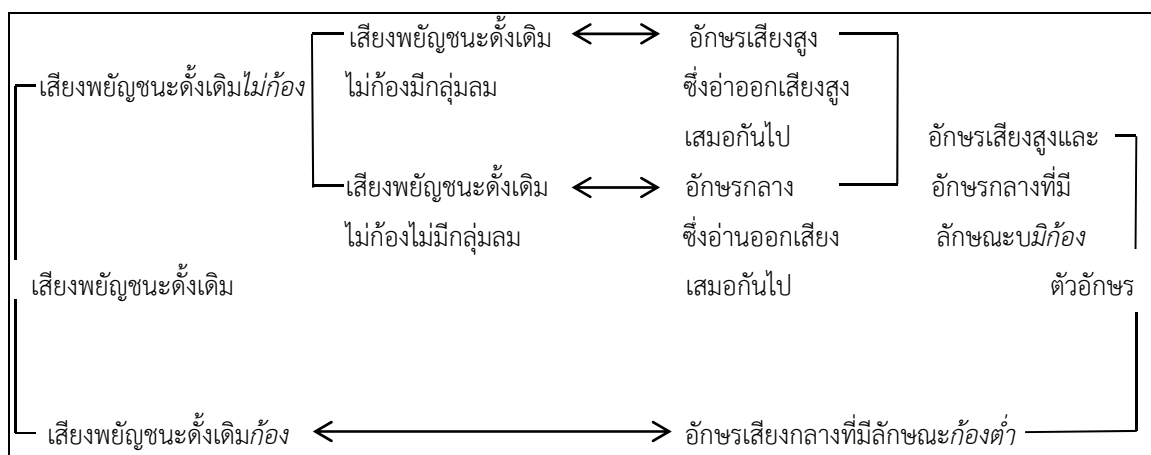 เสียงพยัญชนะดั้งเดิม อักษรเสียงสูง
เสียงพยัญชนะดั้งเดิมไม่ก้อง ไม่ก้องมีกลุ่มลม ซึ่งอ่าออกเสียงสูง
เสมอกันไป อักษรเสียงสูงและ
เสียงพยัญชนะดั้งเดิม อักษรกลาง อักษรกลางที่มี
ไม่ก้องไม่มีกลุ่มลม ซึ่งอ่านออกเสียง ลักษณะบมิก้อง
เสียงพยัญชนะดั้งเดิม เสมอกันไป ตัวอักษร
เสียงพยัญชนะดั้งเดิมก้อง อักษรเสียงกลางที่มีลักษณะก้องต่ำ